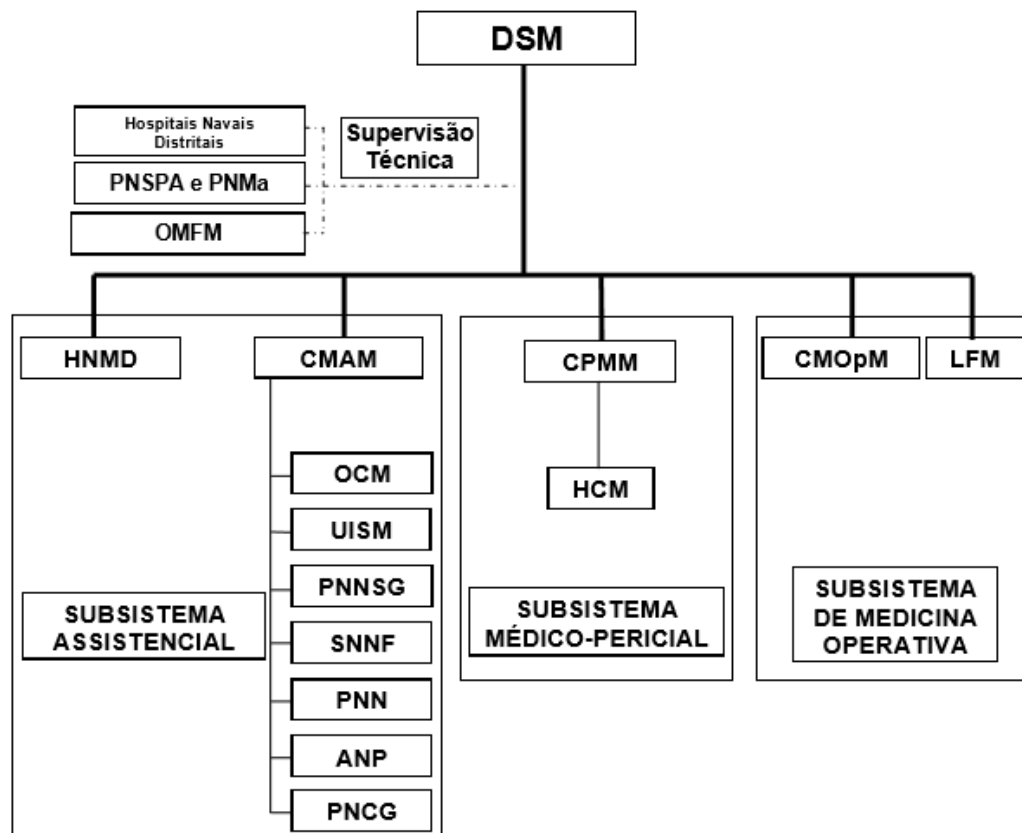 DSM
Hospitais Navais
Distritais
Supervisão
Técnica
PNSPA e PNMa
OMFM
HNMD
CMAM
CPMM
CMOpM
LFM
OCM
HCM
UISM
PNNSG
SNNF
PNN
ANP
PNCG
SUBSISTEMA
ASSISTENCIAL
SUBSISTEMA
MÉDICO-PERICIAL
SUBSISTEMA
DE MEDICINA
OPERATIVA